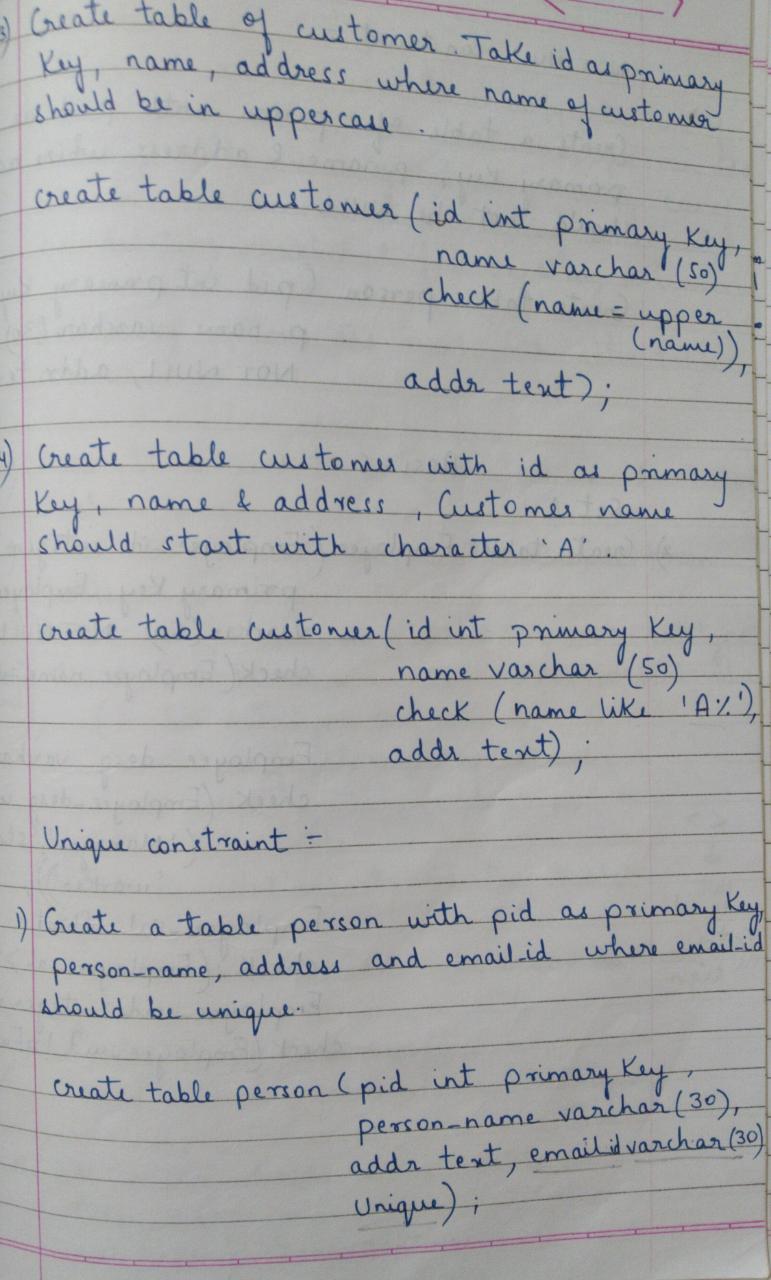 3) Create table of customer. Take id as primary
Key, name, address where name of customer
should be in uppercase.
create table customer (id int primary Key,
name varchar (50)
check (name = upper
(name)),
addr text);
4) Create table customer with id as primary
Key, name & address, Customer name
should start with character 'A'.
create table customer ( id int primary Key,
name varchar (50)
check (name like 'A%'),
addr text);
Unique constraint :-
1) Create a table person with pid as primary Key,
person-name, address and email-id where email-id
should be unique.
create table person ( pid int primary Key,
person-name varchar (30),
addr text, emailid varchar (30)
Unique);